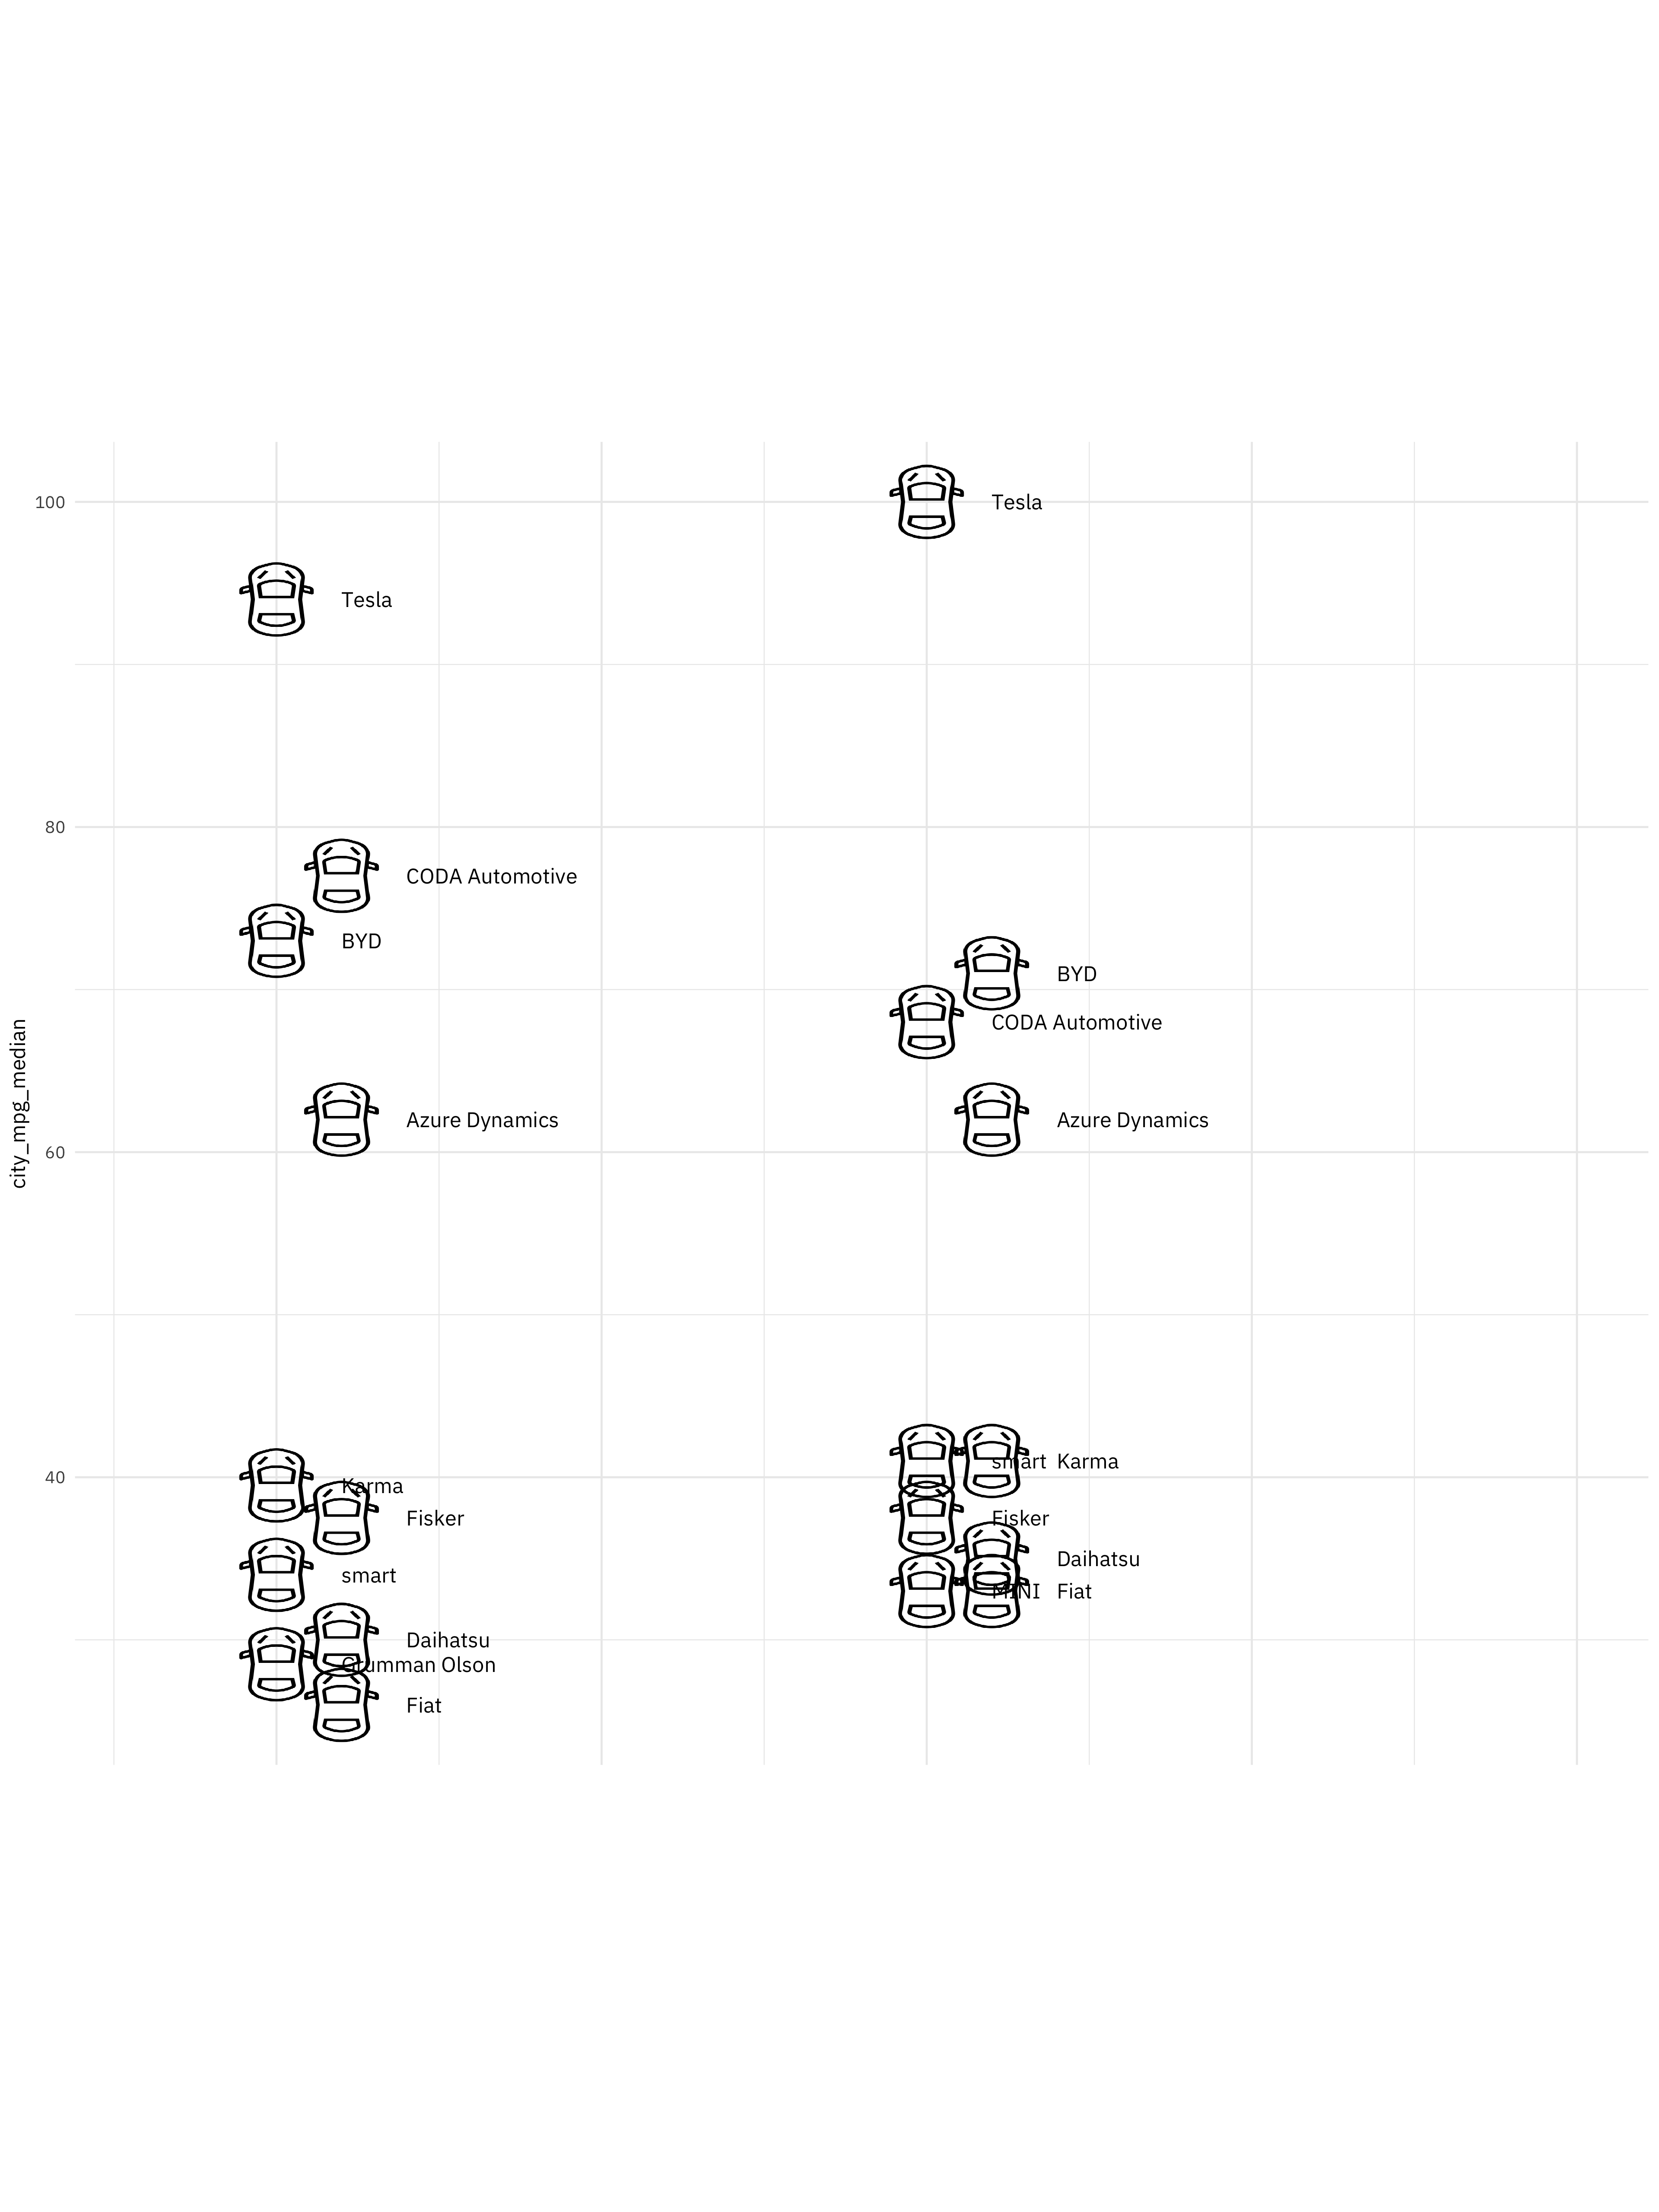 100
Tesla
Tesla
80
CODA Automotive
BYD
BYD
CODA Automotive
city_mpg_median
Azure Dynamics
Azure Dynamics
60
40
smart Karma
Karma
Fisker
Fisker
Daihatsu
smart
MINI Fiat
Daihatsu
Grumman Olson
Fiat